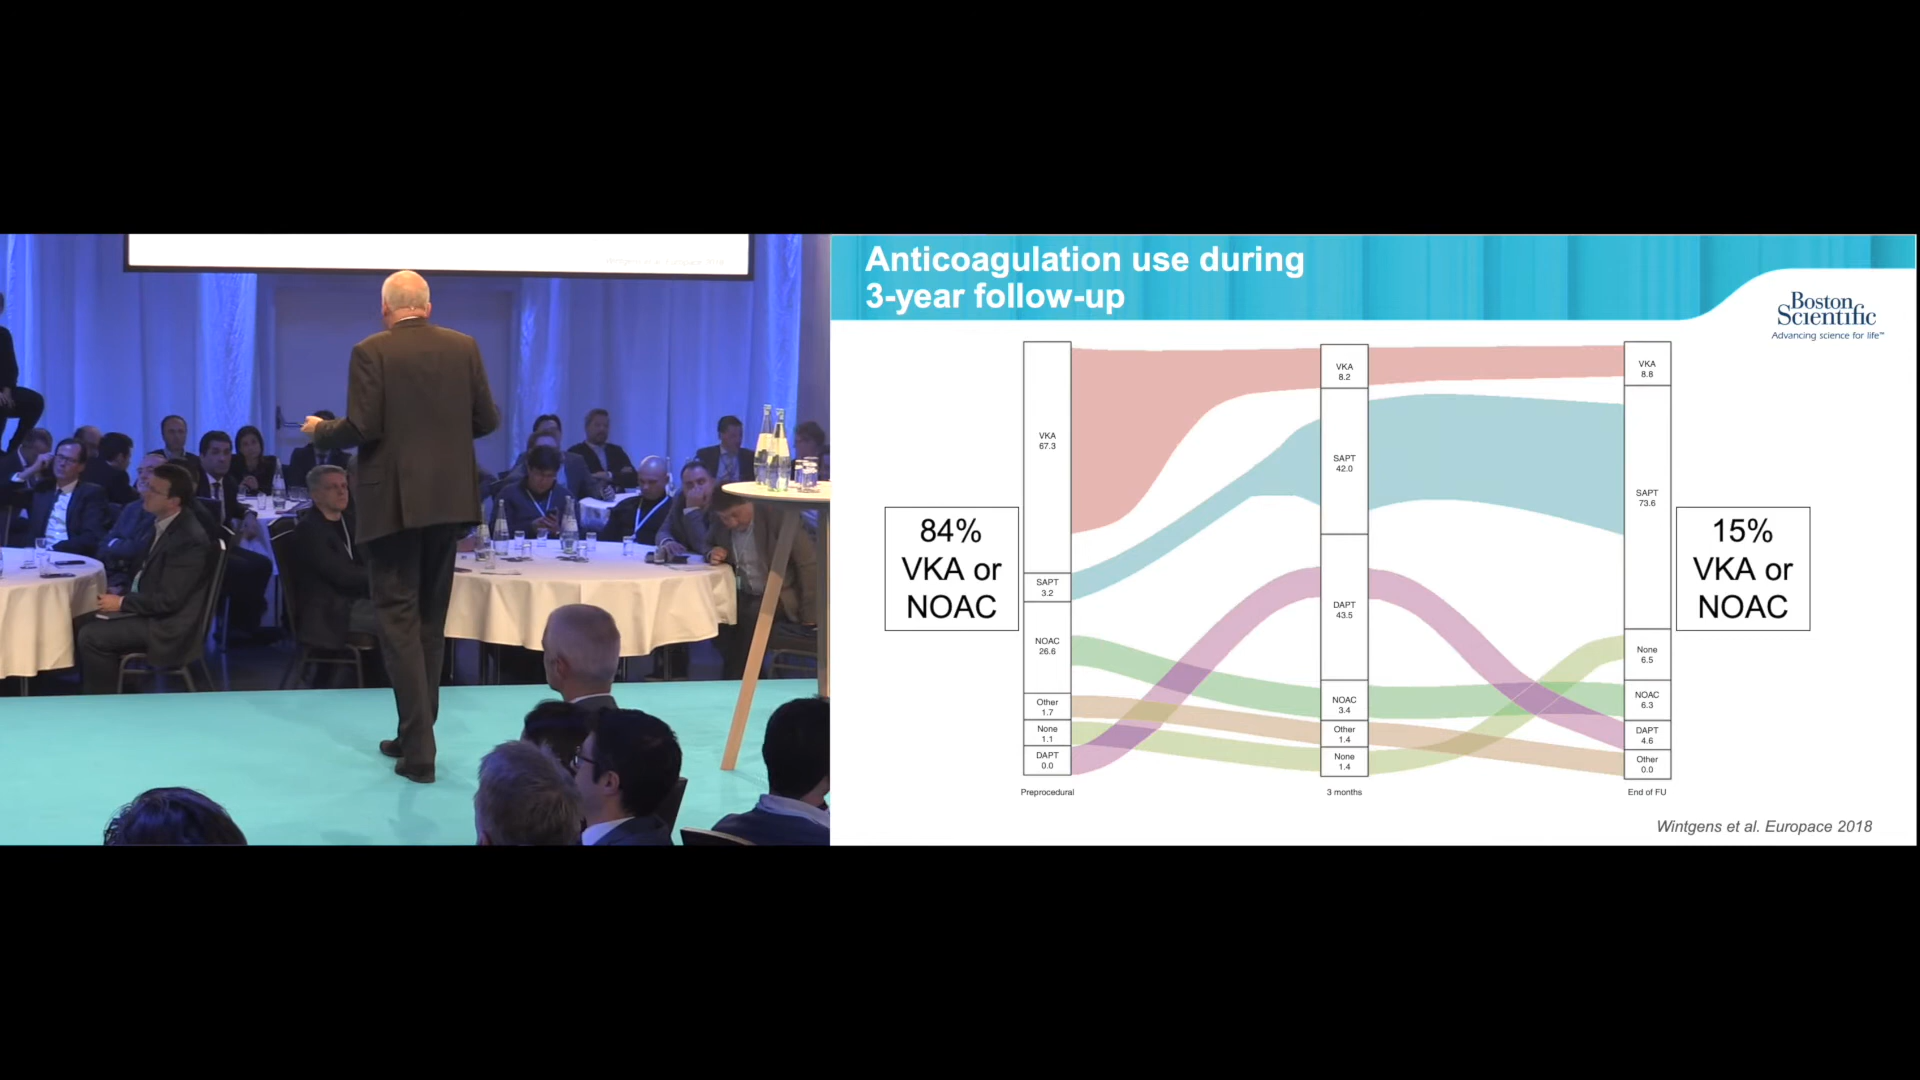 Anticoagulation use during
3-year follow-up
Boston
Scientific
Advancing science for life™
84%
VKA or
NOAC
VKA
67.3
SAPT
3.2
NOAC
26.6
Other
1.7
None
1.1
DAPT
0.0
Preprocedural
VKA
8.2
SAPT
42.0
DAPT
43.5
NOAC
3.4
Other
1.4
None
1.4
3 months
VKA
8.8
SAPT
73.6
None
6.5
NOAC
6.3
DAPT
4.6
Other
0.0
End of FU
15%
VKA or
NOAC
Wintgens et al. Europace 2018